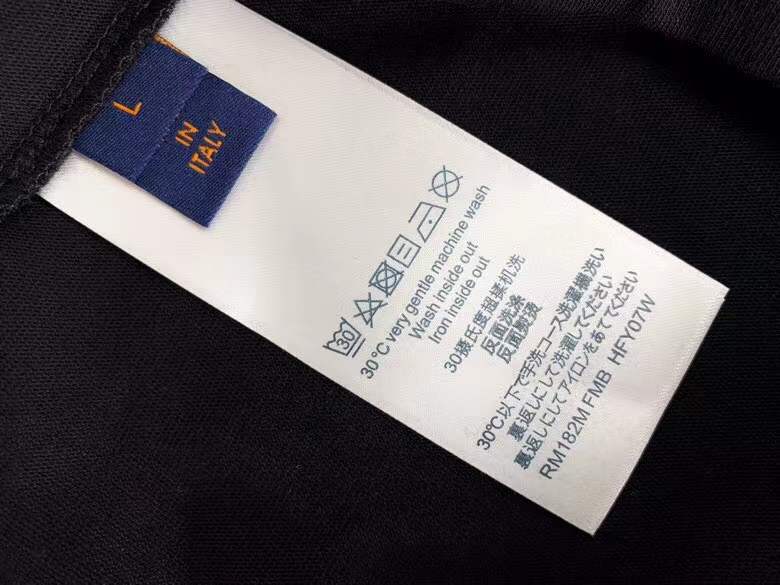 L
IN
ITALY
30
30°C very gentle machine wash
Wash inside out
Iron inside out
30摄氏度超揉机洗
反面洗涤
反面熨烫
30℃以下で手洗コース洗濯機洗い
裏返しにして洗濯してください
裏返しにしてアイロンをあててください
RM182M FMB HFY07W